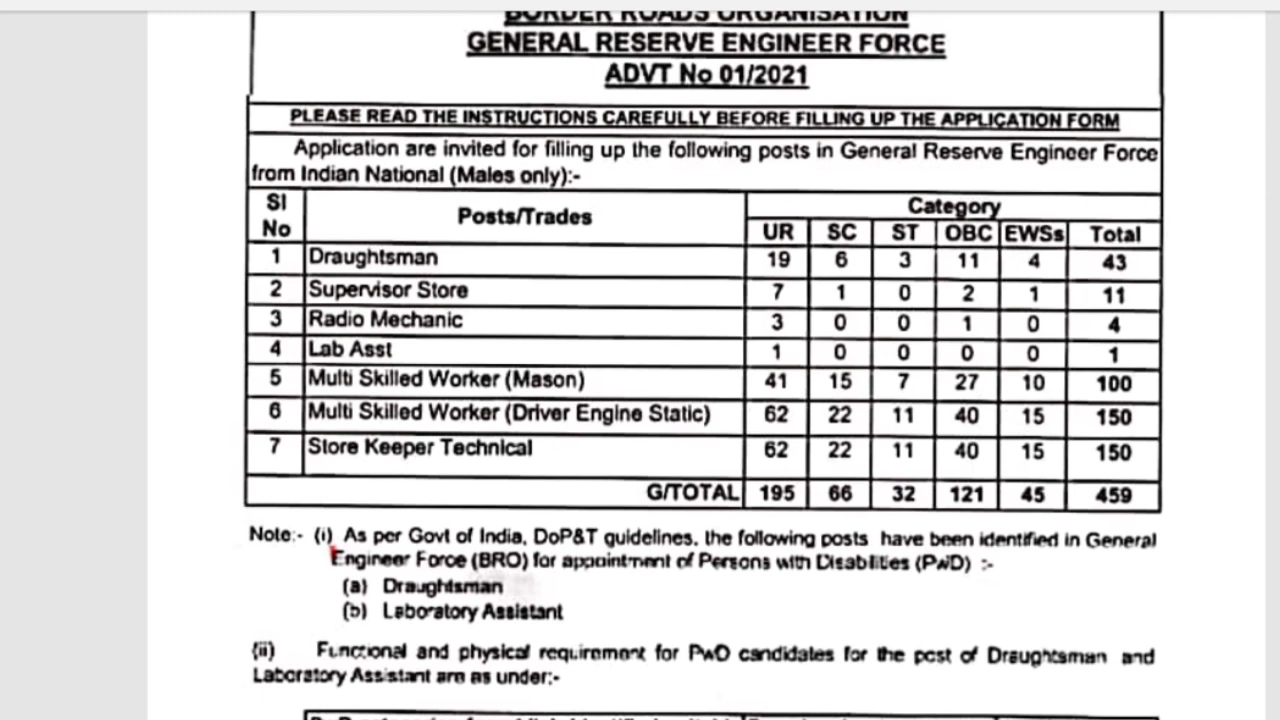 BORDER ROADS ORGANISATION
GENERAL RESERVE ENGINEER FORCE
ADVT No 01/2021
PLEASE READ THE INSTRUCTIONS CAREFULLY BEFORE FILLING UP THE APPLICATION FORM
Application are invited for filling up the following posts in General Reserve Engineer Force
from Indian National (Males only):-
Sl No Posts/Trades Category
UR SC ST OBC EWSs Total
1 Draughtsman 19 6 3 11 4 43
2 Supervisor Store 7 1 0 2 1 11
3 Radio Mechanic 3 0 0 1 0 4
4 Lab Asst 1 0 0 0 0 1
5 Multi Skilled Worker (Mason) 41 15 7 27 10 100
6 Multi Skilled Worker (Driver Engine Static) 62 22 11 40 15 150
7 Store Keeper Technical 62 22 11 40 15 150
G/TOTAL 195 66 32 121 45 459
Note:- (i) As per Govt of India, DoP&T guidelines, the following posts have been identified in General
Engineer Force (BRO) for appointment of Persons with Disabilities (PwD) :-
(a) Draughtsman
(b) Laboratory Assistant
(ii) Functional and physical requirement for PwD candidates for the post of Draughtsman and
Laboratory Assistant are as under:-